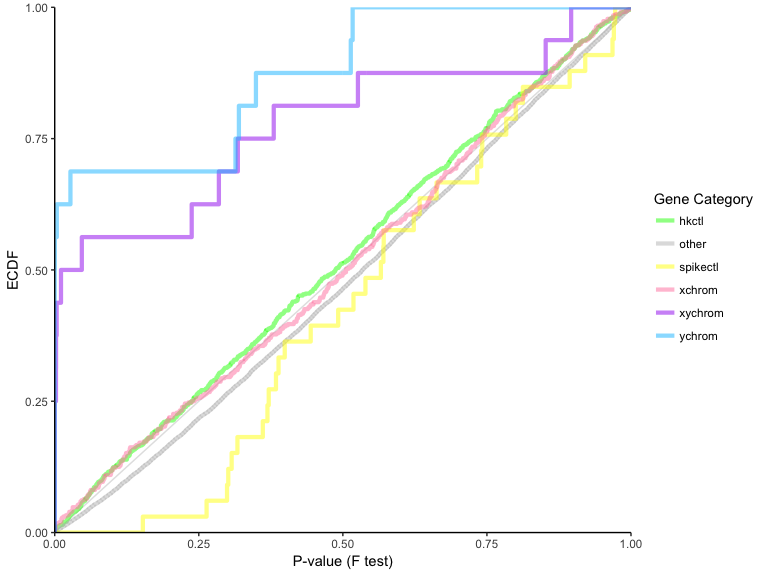 1.00
0.75
0.50
0.25
0.00
ECDF
0.00 0.25 0.50 0.75 1.00
P-value (F test)
Gene Category
hkctl
other
spikectl
xchrom
xychrom
ychrom